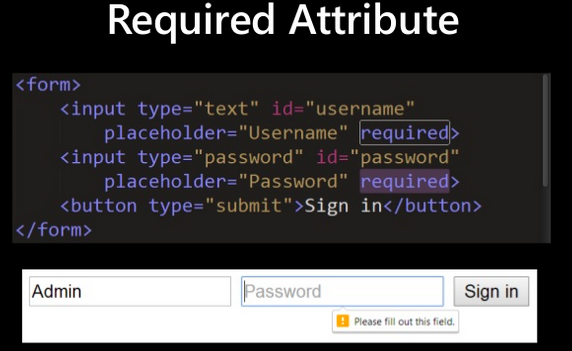 Required Attribute
<form>
<input type="text" id="username"
placeholder="Username" required>
<input type="password" id="password"
placeholder="Password" required>
<button type="submit">Sign in</button>
</form>
Admin Password Sign in
Please fill out this field.